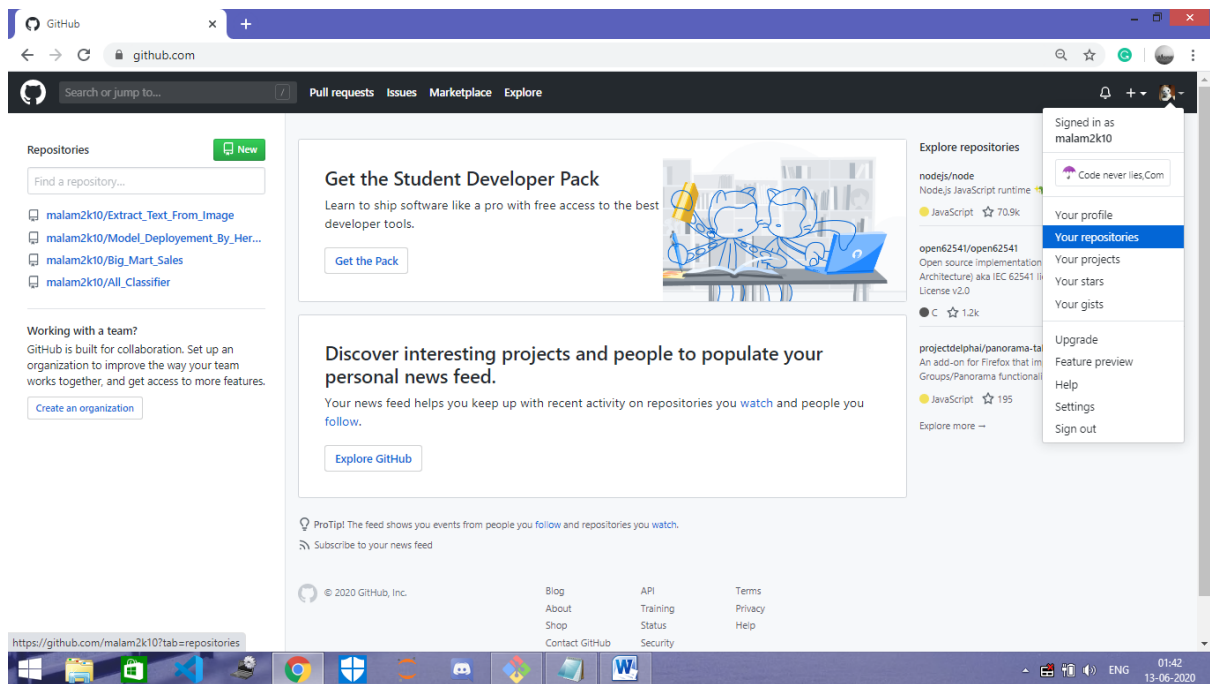 GitHub
github.com
Search or jump to...
/
Pull requests Issues Marketplace Explore
Repositories
New
Find a repository...
malam2k10/Extract_Text_From_Image
malam2k10/Model_Deployement_By_Her...
malam2k10/Big_Mart_Sales
malam2k10/All_Classifier
Working with a team?
GitHub is built for collaboration. Set up an
organization to improve the way your team
works together, and get access to more features.
Create an organization
Get the Student Developer Pack
Learn to ship software like a pro with free access to the best
developer tools.
Get the Pack
Discover interesting projects and people to populate your
personal news feed.
Your news feed helps you keep up with recent activity on repositories you watch and people you
follow.
Explore GitHub
ProTip! The feed shows you events from people you follow and repositories you watch.
Subscribe to your news feed
Explore repositories
nodejs/node
Node.js JavaScript runtime
JavaScript 70.9k
open62541/open62541
Open source implementation
Architecture) aka IEC 62541 li
License v2.0
C 1.2k
projectdelphai/panorama-ta
An add-on for Firefox that im
Groups/Panorama functionali
JavaScript 195
Explore more →
Signed in as
malam2k10
Code never lies,Com
Your profile
Your repositories
Your projects
Your stars
Your gists
Upgrade
Feature preview
Help
Settings
Sign out
© 2020 GitHub, Inc.
Blog
About
Shop
Contact GitHub
API
Training
Status
Security
Terms
Privacy
Help
https://github.com/malam2k10?tab=repositories
ENG
01:42
13-06-2020